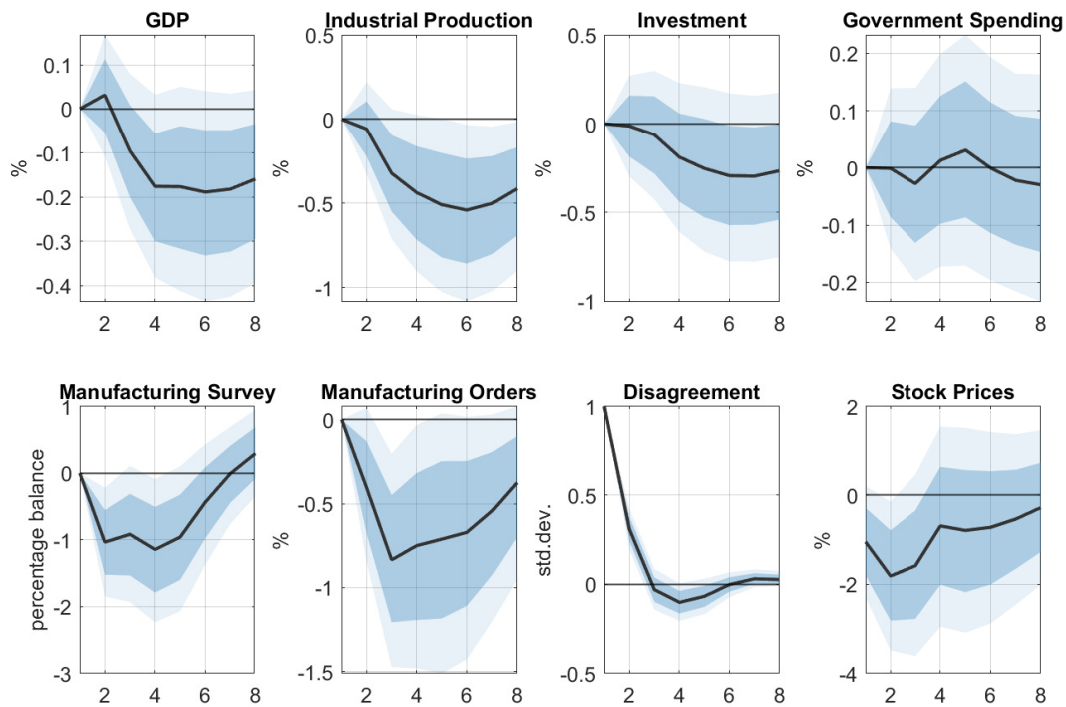 GDP
%
0.1
0
-0.1
-0.2
-0.3
-0.4
2 4 6 8
Industrial Production
%
0.5
0
-0.5
-1
2 4 6 8
Investment
%
0.5
0
-0.5
-1
2 4 6 8
Government Spending
%
0.2
0.1
0
-0.1
-0.2
2 4 6 8
Manufacturing Survey
percentage balance
1
0
-1
-2
-3
2 4 6 8
Manufacturing Orders
%
0
-0.5
-1
-1.5
2 4 6 8
Disagreement
std.dev.
1
0.5
0
-0.5
2 4 6 8
Stock Prices
%
2
0
-2
-4
2 4 6 8